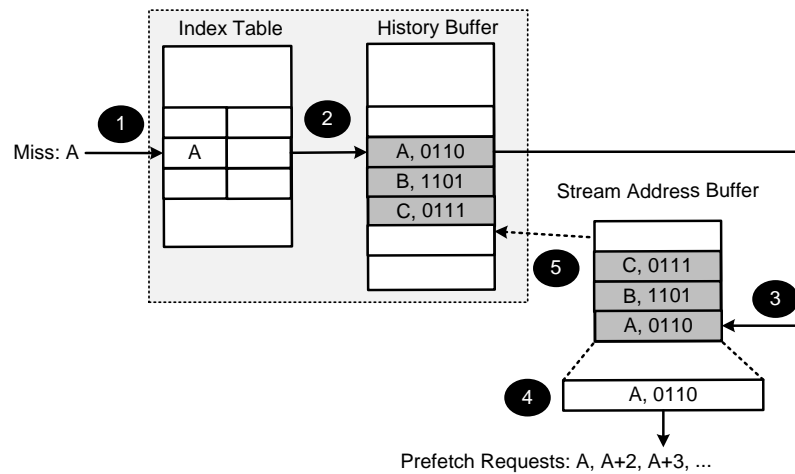 Index Table
History Buffer
1
2
Miss: A
A
A, 0110
B, 1101
C, 0111
Stream Address Buffer
5
C, 0111
B, 1101
A, 0110
3
4
A, 0110
Prefetch Requests: A, A+2, A+3, ...